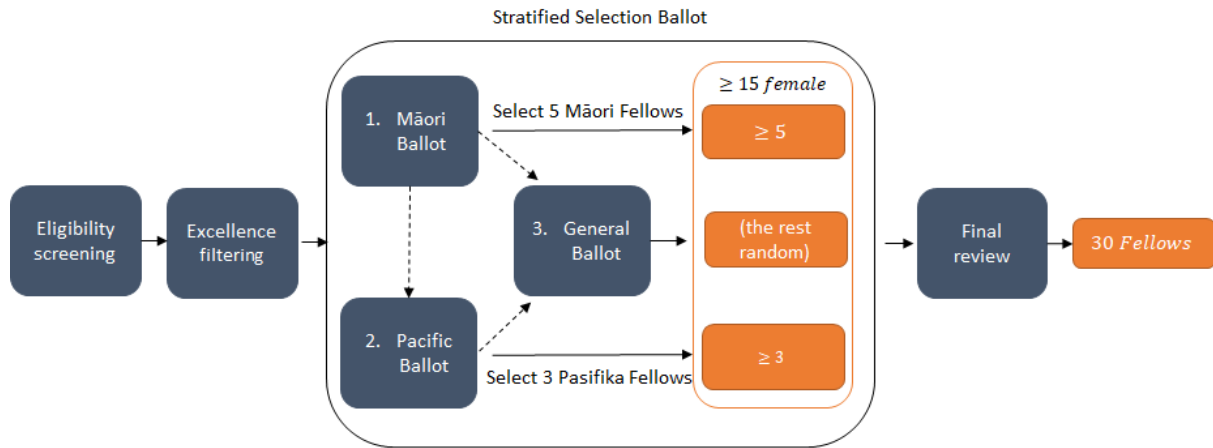 Stratified Selection Ballot
Eligibility
screening
Excellence
filtering
1. Māori
Ballot
Select 5 Māori Fellows
2. Pacific
Ballot
Select 3 Pasifika Fellows
3. General
Ballot
≥ 15 female
≥ 5
(the rest
random)
≥ 3
Final
review
30 Fellows